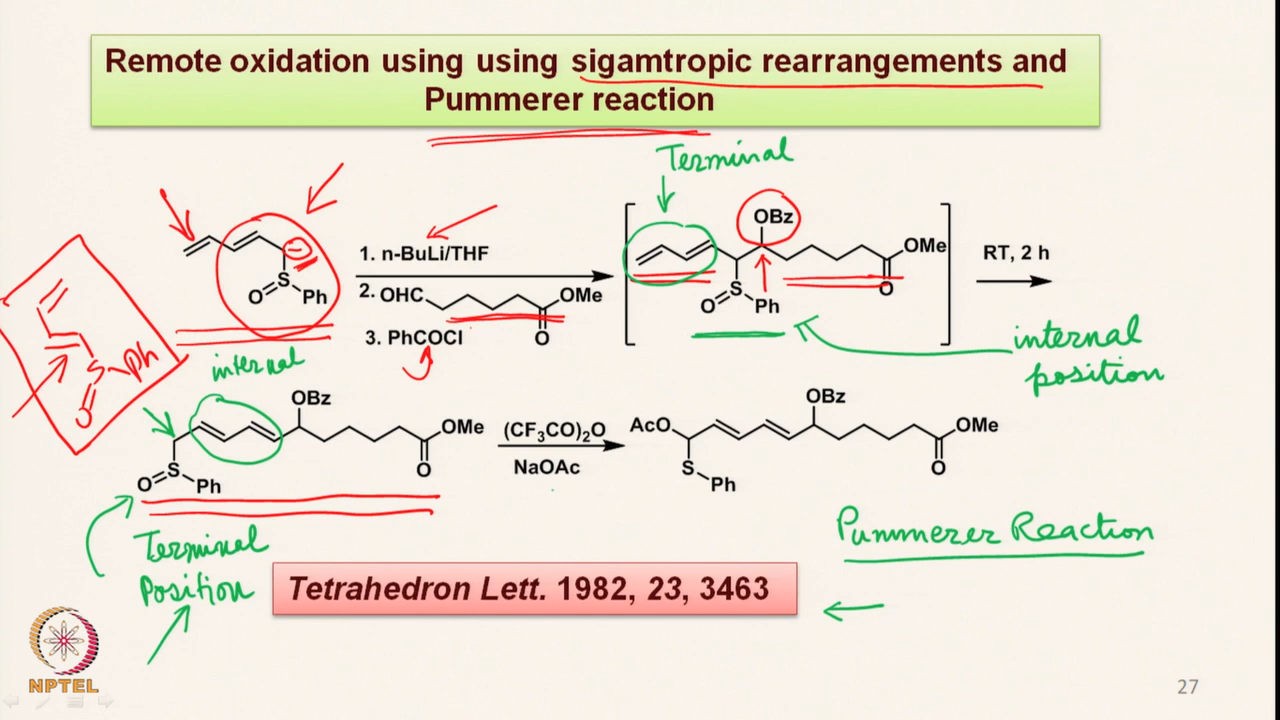 Remote oxidation using using sigamtropic rearrangements and
Pummerer reaction
Terminal
OBz
OMe
O
S
O
Ph
1. n-BuLi/THF
2. OHC
OMe
O
3. PhCOCl
S
O
Ph
RT, 2 h
internal
position
Ph
S
O
internal
OBz
OMe
O
S
O
Ph
(CF3CO)2O
NaOAc
AcO
OBz
OMe
O
S
Ph
Terminal
Position
Pummerer Reaction
Tetrahedron Lett. 1982, 23, 3463
NPTEL
27